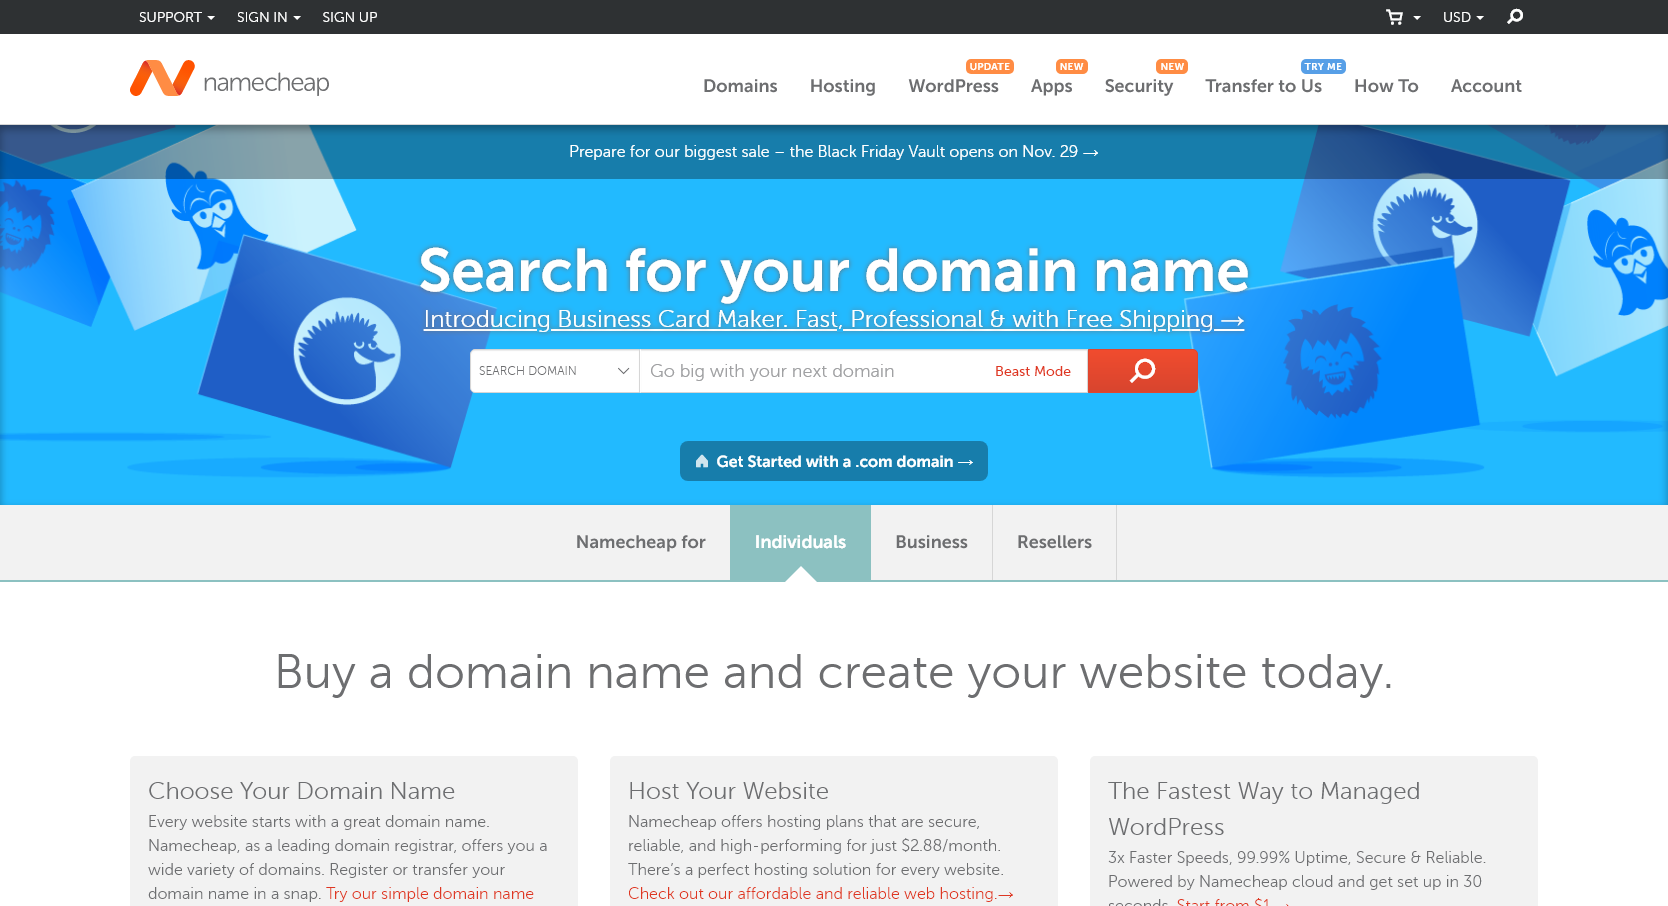 SUPPORT SIGN IN SIGN UP USD
namecheap
UPDATE NEW NEW TRY ME
Domains Hosting WordPress Apps Security Transfer to Us How To Account
Prepare for our biggest sale – the Black Friday Vault opens on Nov. 29 →
Search for your domain name
Introducing Business Card Maker. Fast, Professional & with Free Shipping →
SEARCH DOMAIN Go big with your next domain Beast Mode
Get Started with a .com domain →
Namecheap for Individuals Business Resellers
Buy a domain name and create your website today.
Choose Your Domain Name
Every website starts with a great domain name.
Namecheap, as a leading domain registrar, offers you a
wide variety of domains. Register or transfer your
domain name in a snap. Try our simple domain name
Host Your Website
Namecheap offers hosting plans that are secure,
reliable, and high-performing for just $2.88/month.
There's a perfect hosting solution for every website.
Check out our affordable and reliable web hosting.→
The Fastest Way to Managed
WordPress
3x Faster Speeds, 99.99% Uptime, Secure & Reliable.
Powered by Namecheap cloud and get set up in 30
seconds. Start from $1 →